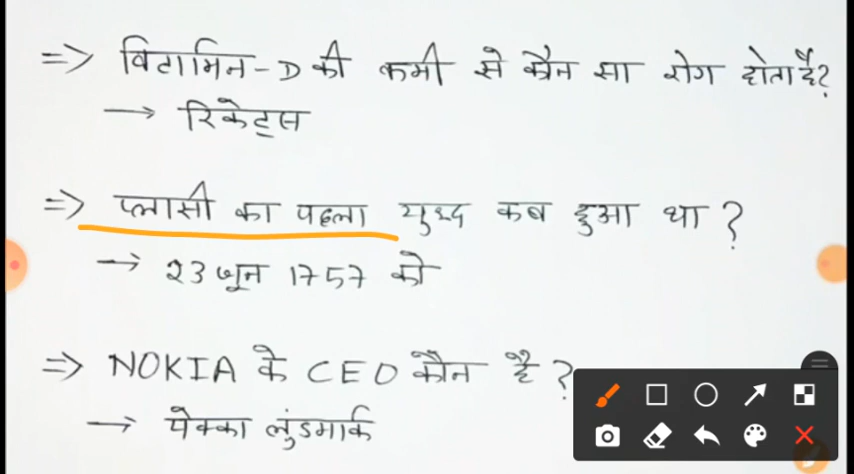 => विटामिन-D की कमी से कौन सा रोग होता है?
→ रिकेट्स
=> प्लासी का पहला युद्ध कब हुआ था?
→ 23 जून 1757 को
=> NOKIA के CEO कौन है?
→ पेक्का लुंडमार्क